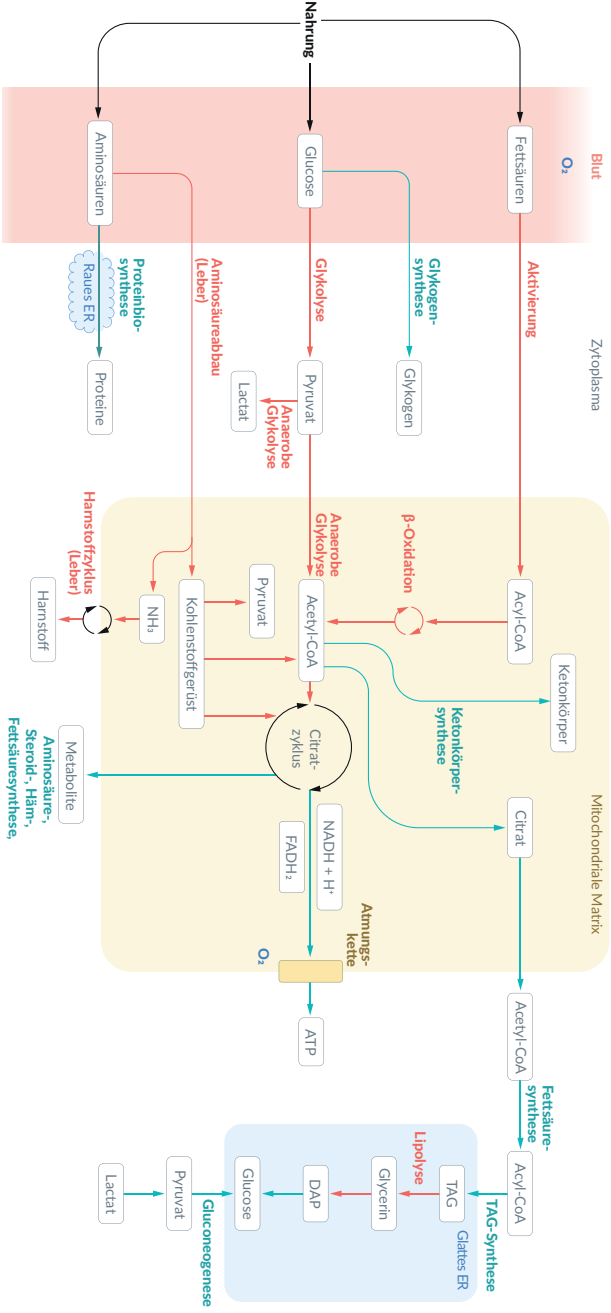 Nahrung
Blut
O₂
Fettsäuren
Glucose
Aminosäuren
Zytoplasma
Aktivierung
Glykogen-
synthese
Glykogen
Glykolyse
Pyruvat
Anaerobe
Glykolyse
Lactat
Aminosäureabbau
(Leber)
Proteinbio-
synthese
Raues ER
Proteine
Mitochondriale Matrix
Acyl-CoA
β-Oxidation
Anaerobe
Glykolyse
Acetyl-CoA
Pyruvat
Kohlenstoffgerüst
NH₃
Harnstoffzyklus
(Leber)
Harnstoff
Ketonkörper
Ketonkörper-
synthese
Citrat-
zyklus
Metabolite
Aminosäure-,
Steroid-, Häm-,
Fettsäuresynthese,
Citrat
NADH + H⁺
FADH₂
Atmungs-
kette
O₂
ATP
Acetyl-CoA
Fettsäure-
synthese
Acyl-CoA
TAG-Synthese
Glattes ER
TAG
Lipolyse
Glycerin
DAP
Glucose
Gluconeogenese
Pyruvat
Lactat